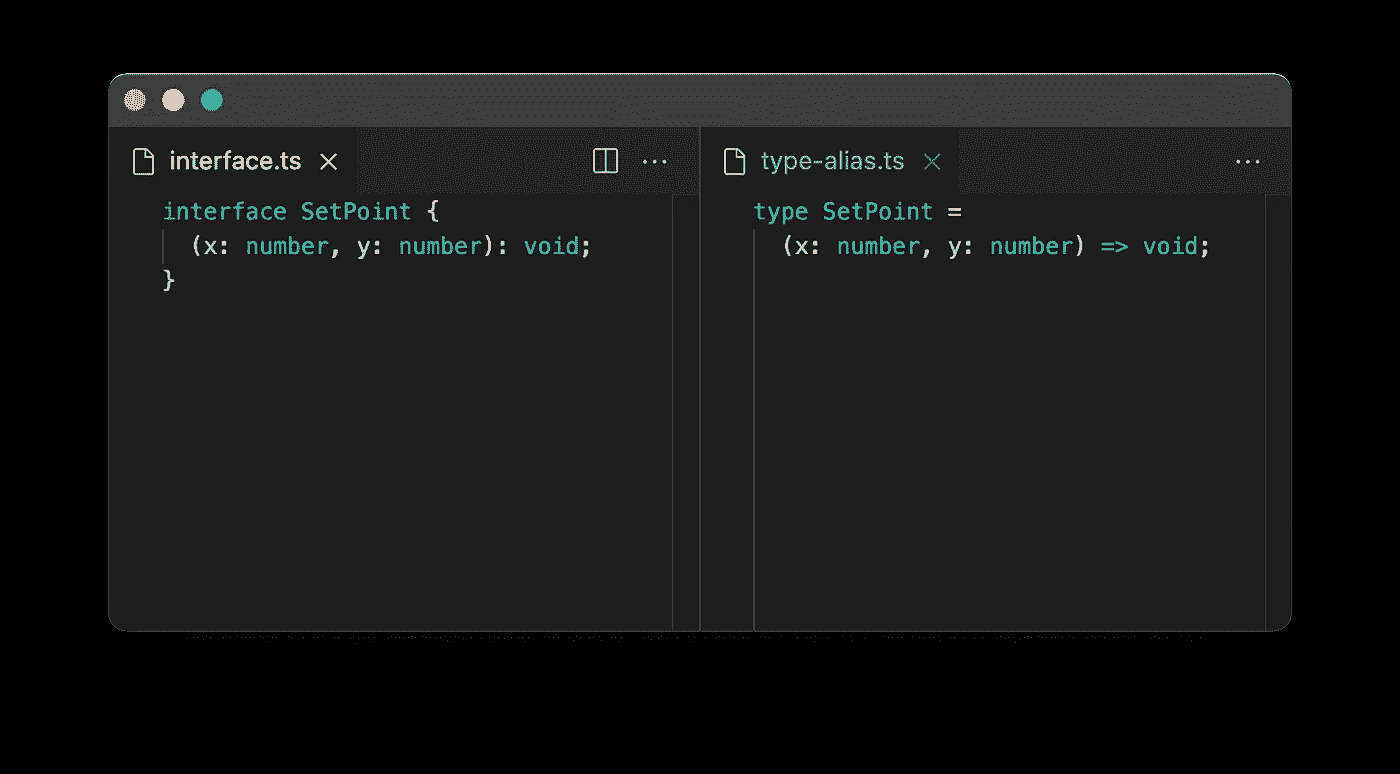 interface.ts
interface SetPoint {
(x: number, y: number): void;
}
type-alias.ts
type SetPoint =
(x: number, y: number) => void;